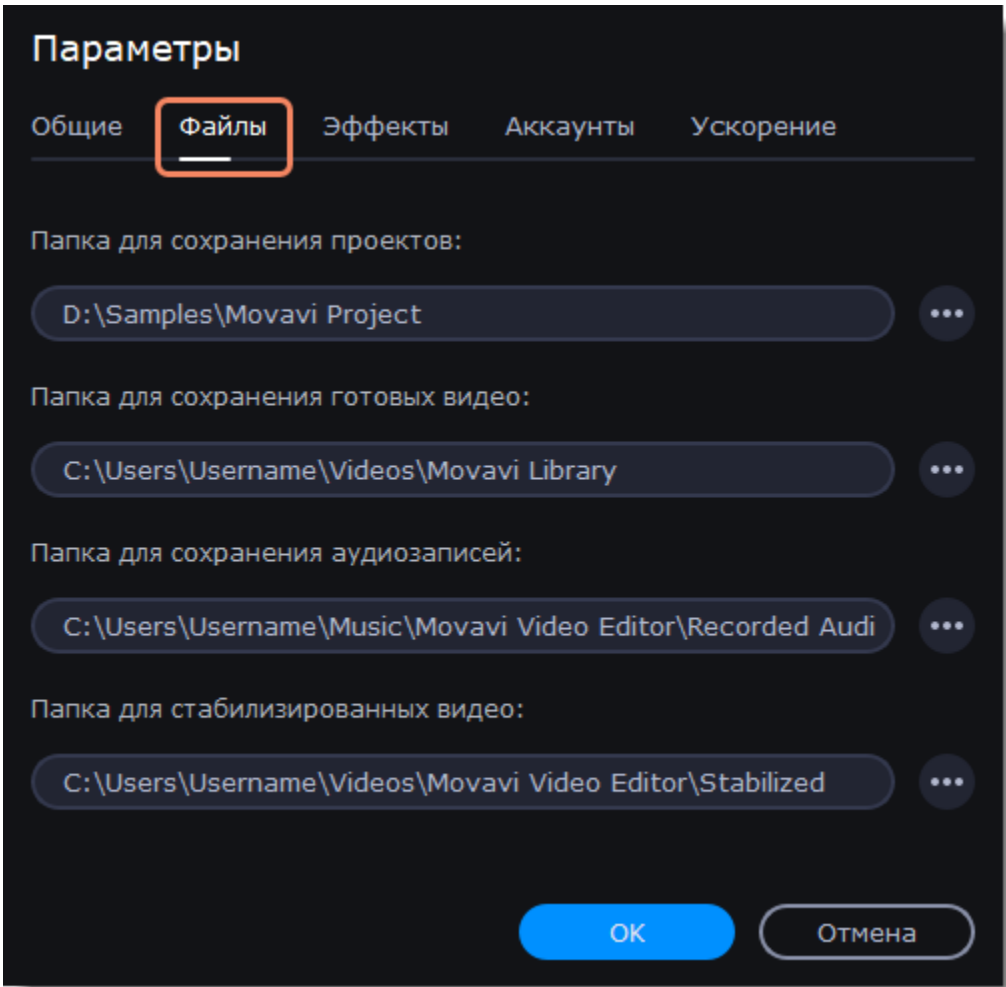 Параметры
Общие Файлы Эффекты Аккаунты Ускорение
Папка для сохранения проектов:
D:\Samples\Movavi Project
Папка для сохранения готовых видео:
C:\Users\Username\Videos\Movavi Library
Папка для сохранения аудиозаписей:
C:\Users\Username\Music\Movavi Video Editor\Recorded Audi
Папка для стабилизированных видео:
C:\Users\Username\Videos\Movavi Video Editor\Stabilized
OK Отмена